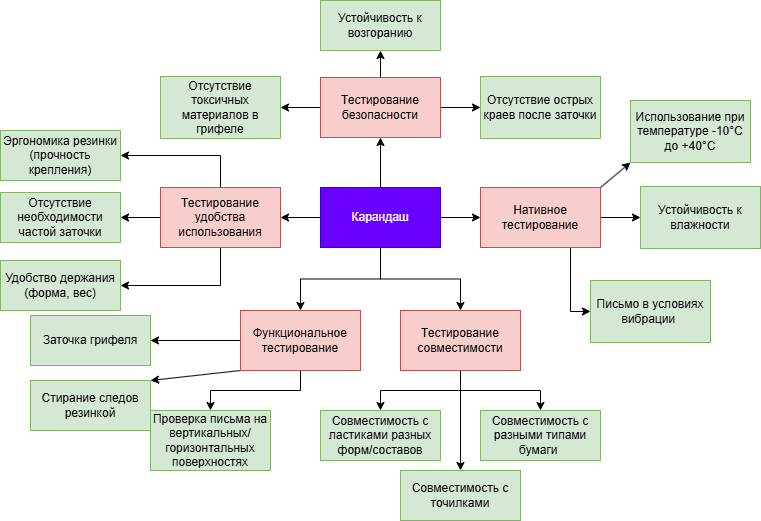 Устойчивость к
возгоранию
Отсутствие
токсичных
материалов в
грифеле
Тестирование
безопасности
Отсутствие острых
краев после заточки
Использование при
температуре -10°C
до +40°C
Эргономика резинки
(прочность
крепления)
Отсутствие
необходимости
частой заточки
Тестирование
удобства
использования
Карандаш
Нативное
тестирование
Устойчивость к
влажности
Удобство держания
(форма, вес)
Письмо в условиях
вибрации
Заточка грифеля
Функциональное
тестирование
Тестирование
совместимости
Стирание следов
резинкой
Проверка письма на
вертикальных/
горизонтальных
поверхностях
Совместимость с
ластиками разных
форм/составов
Совместимость с
разными типами
бумаги
Совместимость с
точилками